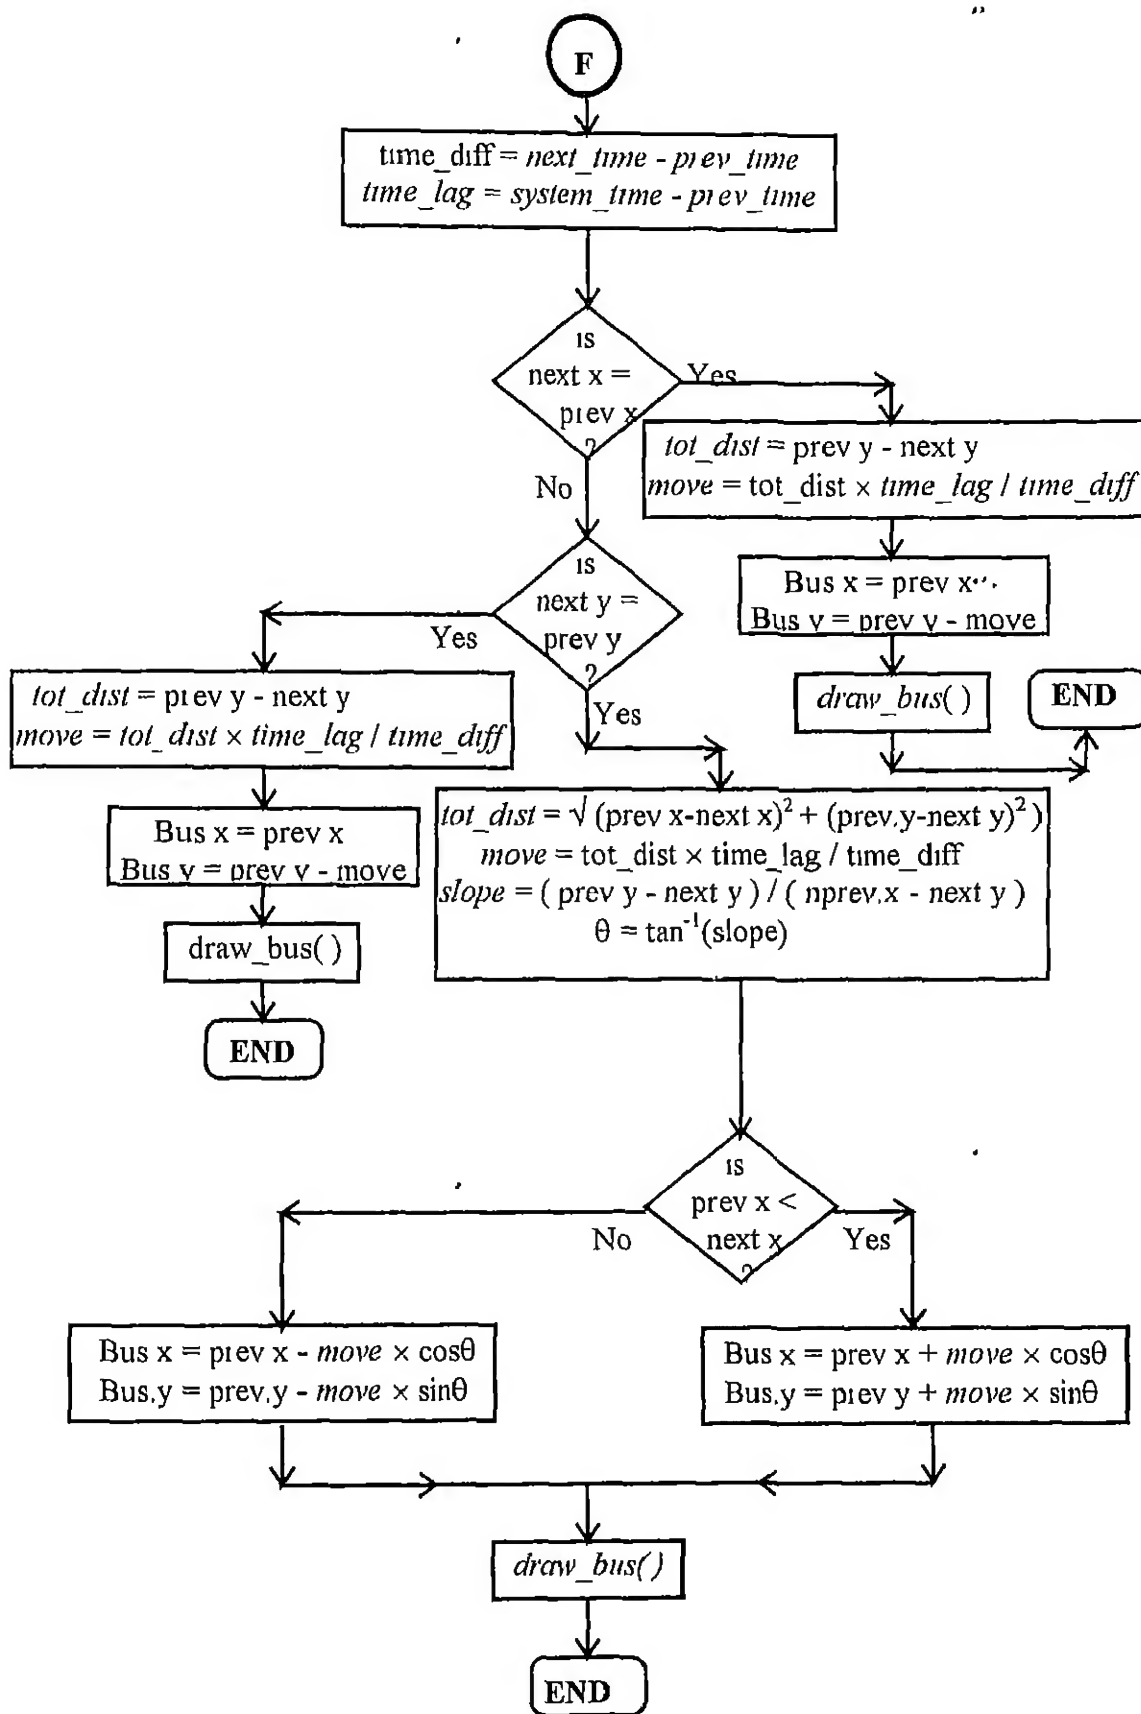 F
time_diff = next_time - prev_time
time_lag = system_time - prev_time
is
next x =
prev x
?
Yes
No
tot_dist = prev y - next y
move = tot_dist × time_lag / time_diff
Bus x = prev x
Bus y = prev y - move
draw_bus( )
END
is
next y =
prev y
?
Yes
Yes
tot_dist = prev y - next y
move = tot_dist × time_lag / time_diff
Bus x = prev x
Bus y = prev y - move
draw_bus( )
END
tot_dist = √ (prev x-next x)² + (prev.y-next y)² )
move = tot_dist × time_lag / time_diff
slope = ( prev y - next y ) / ( nprev.x - next y )
θ = tan⁻¹(slope)
is
prev x <
next x
?
No
Yes
Bus x = prev x - move × cosθ
Bus.y = prev.y - move × sinθ
Bus x = prev x + move × cosθ
Bus.y = prev y + move × sinθ
draw_bus()
END